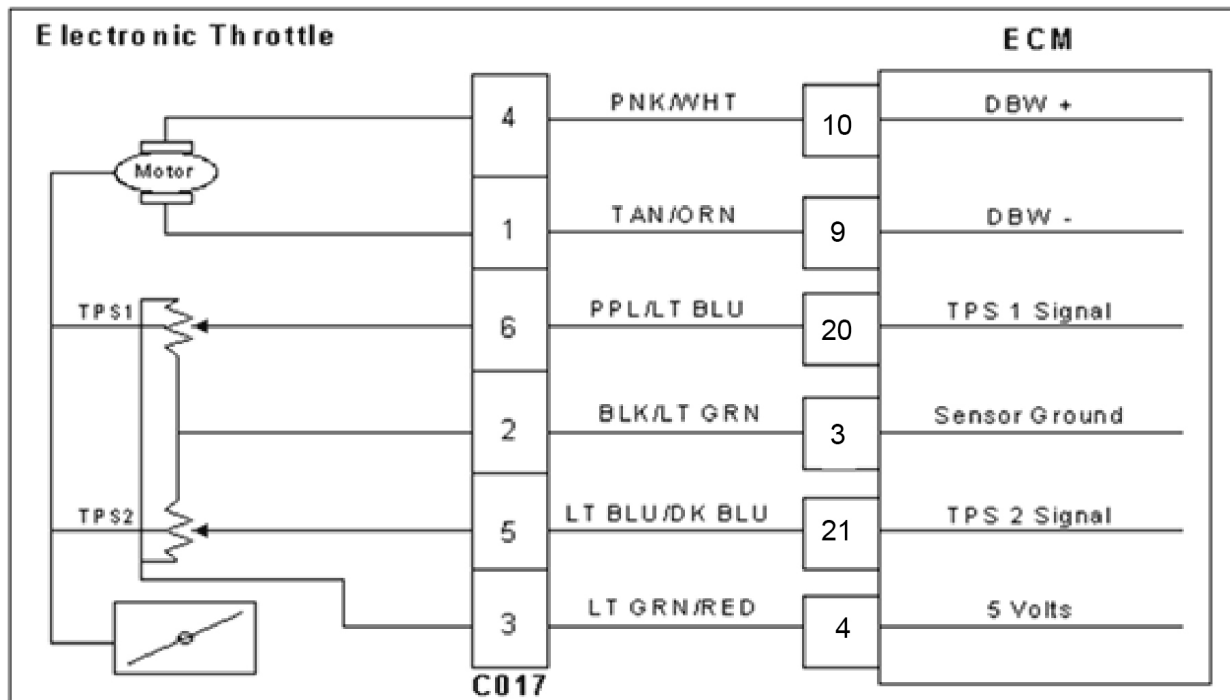 Electronic Throttle
ECM
4
PNK/WHT
10
DBW +
Motor
1
TAN/ORN
9
DBW -
TPS1
6
PPL/LT BLU
20
TPS 1 Signal
2
BLK/LT GRN
3
Sensor Ground
TPS2
5
LT BLU/DK BLU
21
TPS 2 Signal
3
LT GRN/RED
4
5 Volts
C017